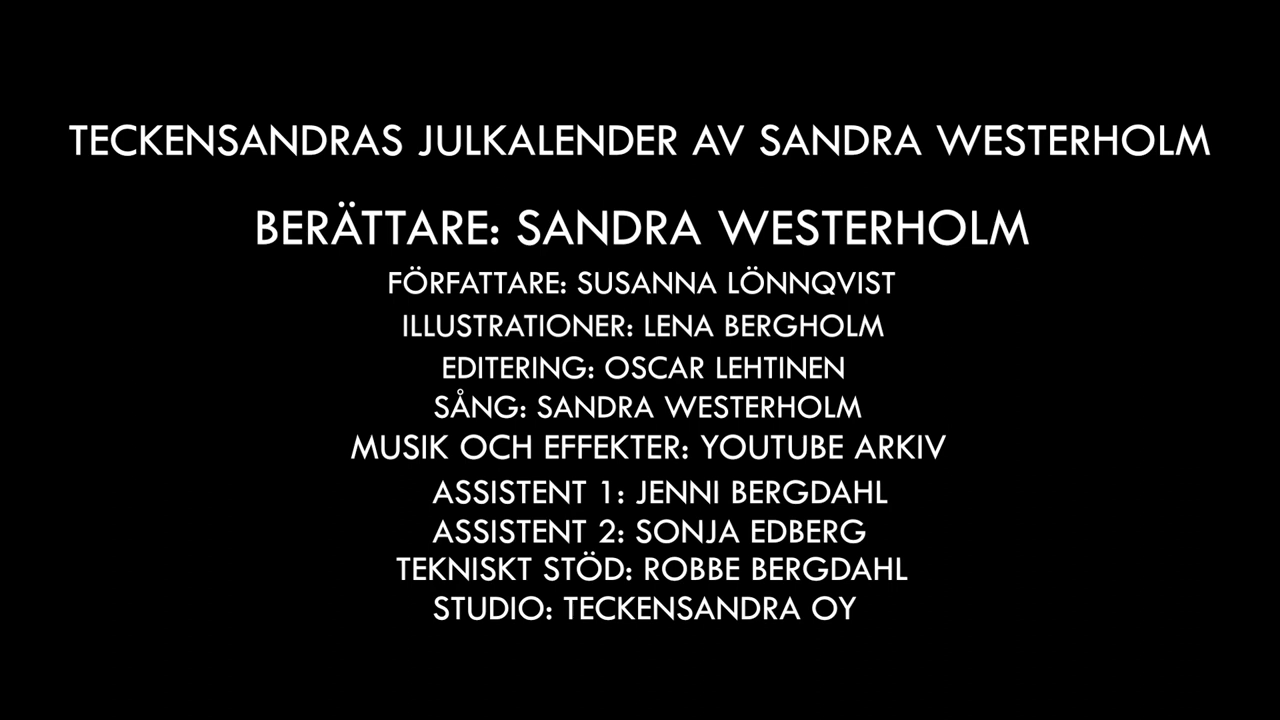 TECKENSANDRAS JULKALENDER AV SANDRA WESTERHOLM
BERÄTTARE: SANDRA WESTERHOLM
FÖRFATTARE: SUSANNA LÖNNQVIST
ILLUSTRATIONER: LENA BERGHOLM
EDITERING: OSCAR LEHTINEN
SÅNG: SANDRA WESTERHOLM
MUSIK OCH EFFEKTER: YOUTUBE ARKIV
ASSISTENT 1: JENNI BERGDAHL
ASSISTENT 2: SONJA EDBERG
TEKNISKT STÖD: ROBBE BERGDAHL
STUDIO: TECKENSANDRA OY